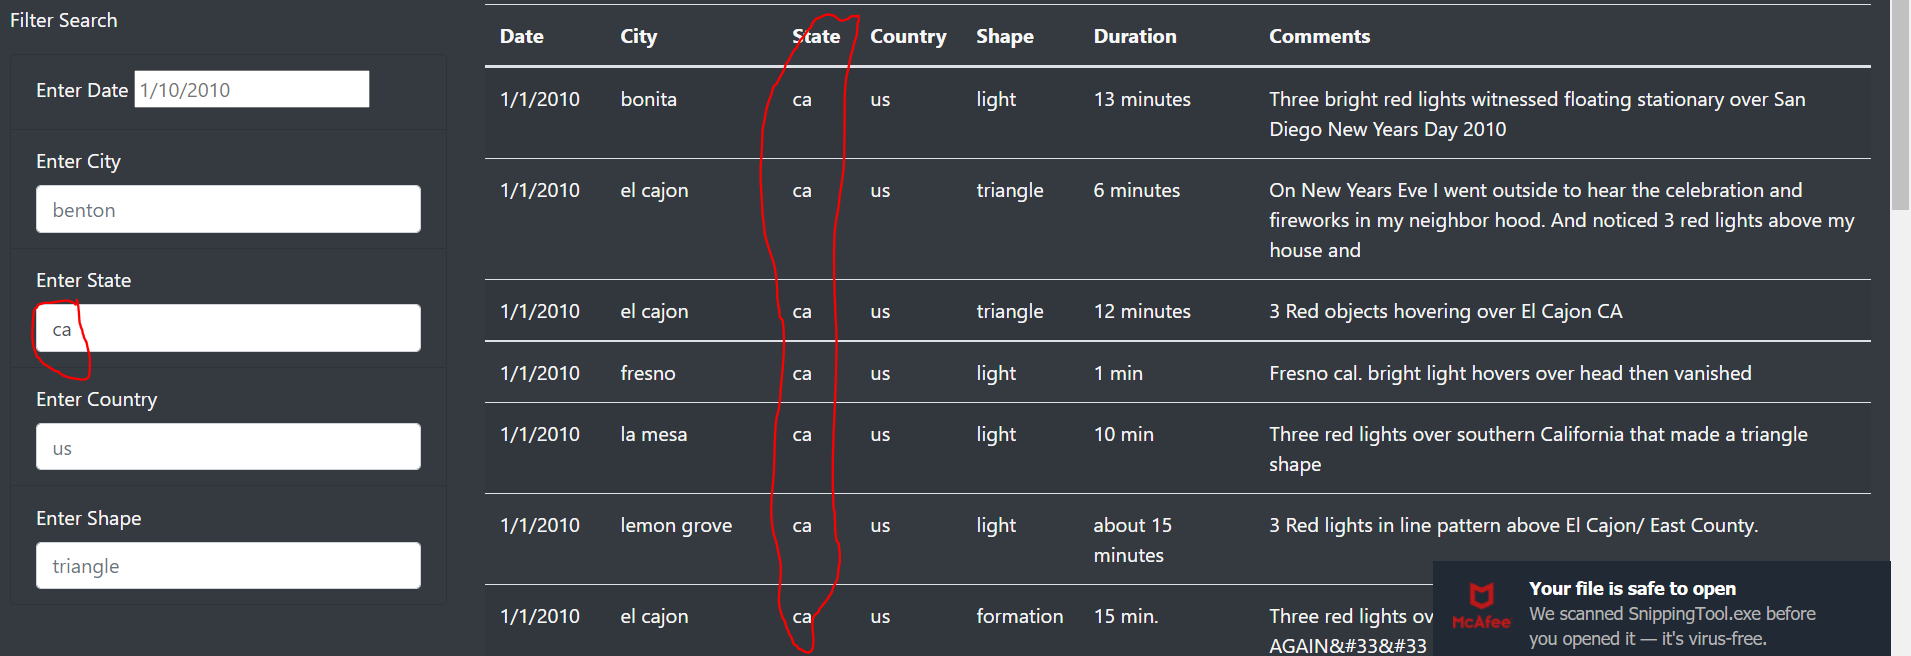 Filter Search
Enter Date 1/10/2010
Enter City
benton
Enter State
ca
Enter Country
us
Enter Shape
triangle
Date City State Country Shape Duration Comments
1/1/2010 bonita ca us light 13 minutes Three bright red lights witnessed floating stationary over San
Diego New Years Day 2010
1/1/2010 el cajon ca us triangle 6 minutes On New Years Eve I went outside to hear the celebration and
fireworks in my neighbor hood. And noticed 3 red lights above my
house and
1/1/2010 el cajon ca us triangle 12 minutes 3 Red objects hovering over El Cajon CA
1/1/2010 fresno ca us light 1 min Fresno cal. bright light hovers over head then vanished
1/1/2010 la mesa ca us light 10 min Three red lights over southern California that made a triangle
shape
1/1/2010 lemon grove ca us light about 15 3 Red lights in line pattern above El Cajon/ East County.
minutes
1/1/2010 el cajon ca us formation 15 min. Three red lights
AGAIN&#33&#33
McAfee
Your file is safe to open
We scanned SnippingTool.exe before
you opened it — it's virus-free.